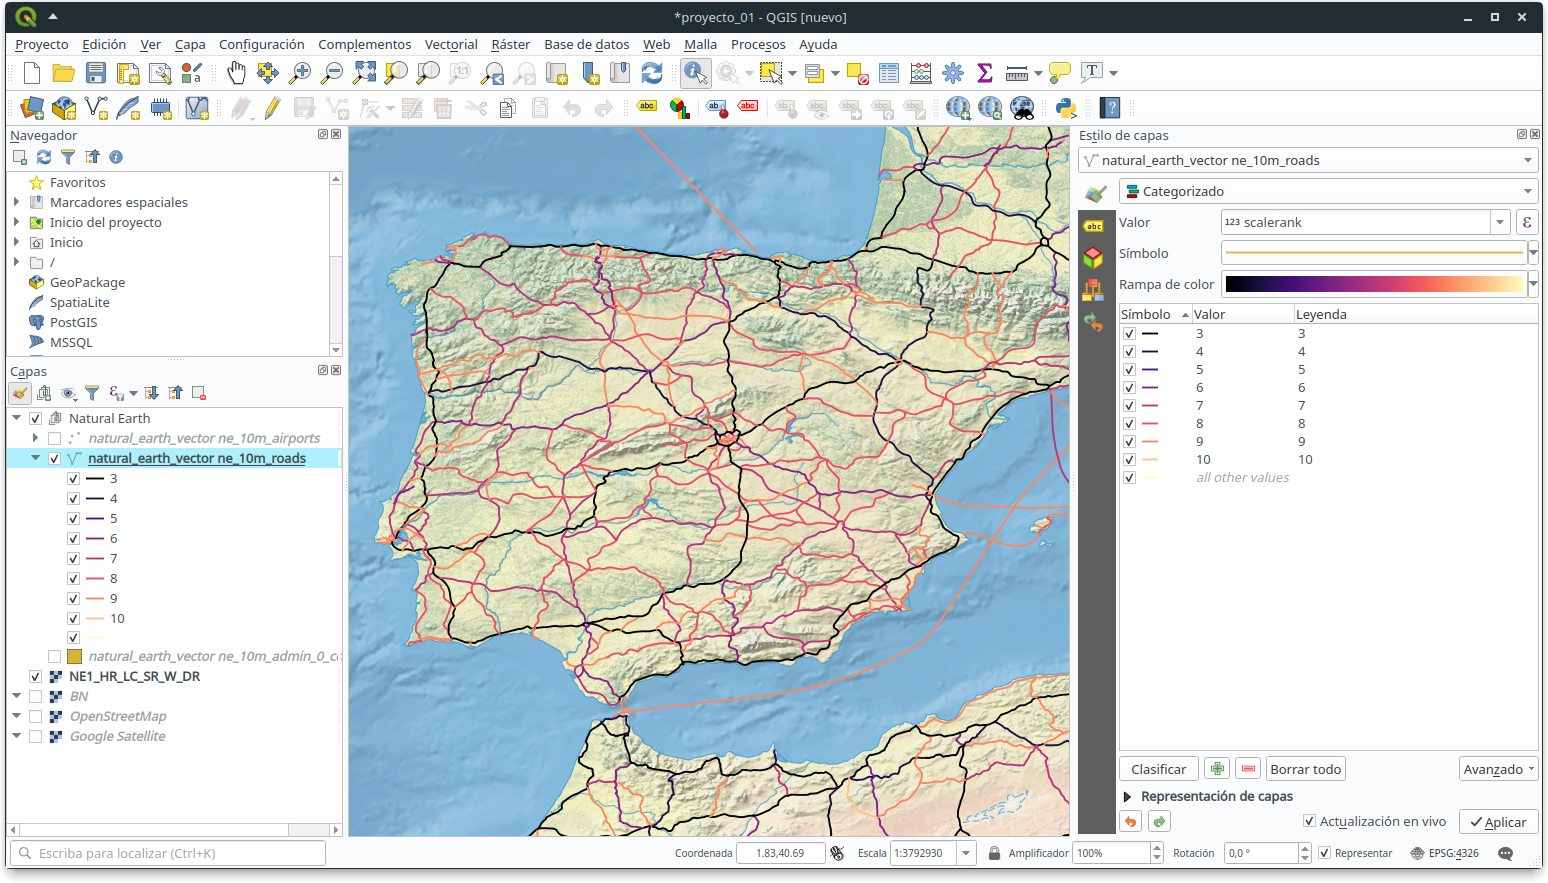 *proyecto_01 - QGIS [nuevo]
Proyecto Edición Ver Capa Configuración Complementos Vectorial Ráster Base de datos Web Malla Procesos Ayuda
Navegador
Favoritos
Marcadores espaciales
Inicio del proyecto
Inicio
/
GeoPackage
SpatiaLite
PostGIS
MSSQL
Capas
Natural Earth
natural_earth_vector ne_10m_airports
natural_earth_vector ne_10m_roads
3
4
5
6
7
8
9
10
natural_earth_vector ne_10m_admin_0_c
NE1_HR_LC_SR_W_DR
BN
OpenStreetMap
Google Satellite
Estilo de capas
natural_earth_vector ne_10m_roads
Categorizado
Valor 123 scalerank ε
Símbolo
Rampa de color
Símbolo Valor Leyenda
3 3
4 4
5 5
6 6
7 7
8 8
9 9
10 10
all other values
Clasificar Borrar todo Avanzado
Representación de capas
Actualización en vivo Aplicar
Escriba para localizar (Ctrl+K) Coordenada 1.83,40.69 Escala 1:3792930 Amplificador 100% Rotación 0,0 ° Representar EPSG:4326